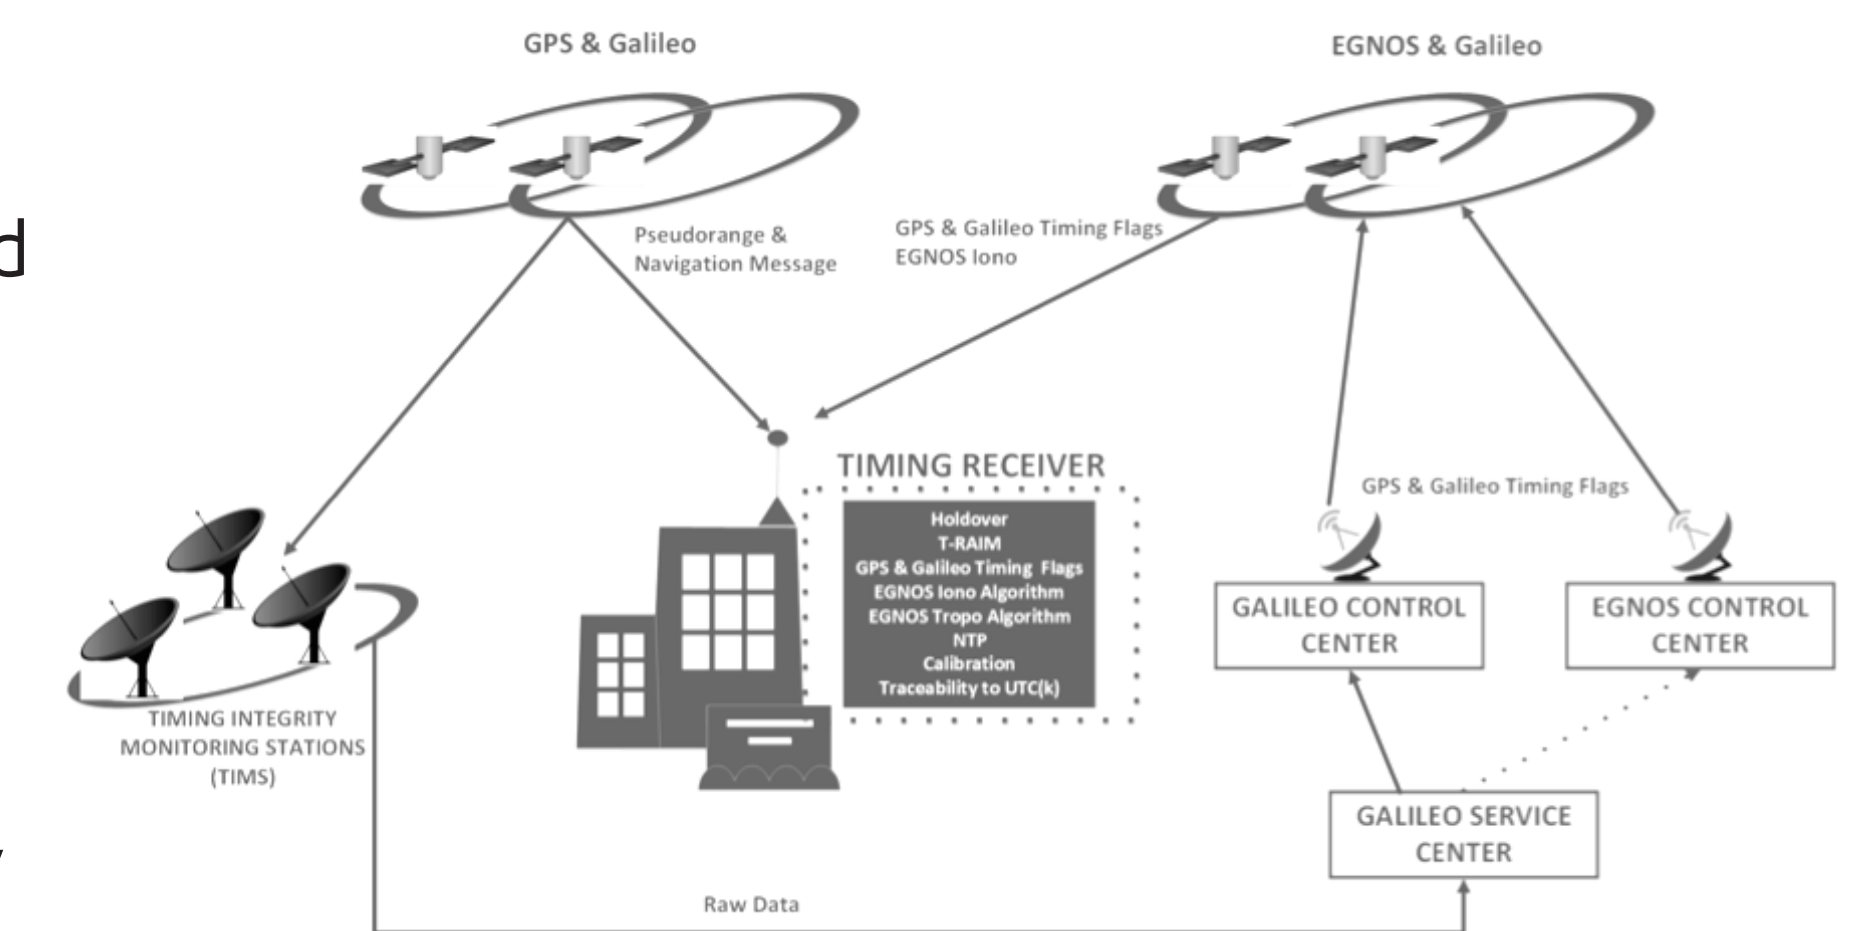 GPS & Galileo
EGNOS & Galileo
d
Pseudorange &
Navigation Message
GPS & Galileo Timing Flags
EGNOS Iono
TIMING RECEIVER
Holdover
T-RAIM
GPS & Galileo Timing Flags
EGNOS Iono Algorithm
EGNOS Tropo Algorithm
NTP
Calibration
Traceability to UTC(k)
GPS & Galileo Timing Flags
GALILEO CONTROL
CENTER
EGNOS CONTROL
CENTER
TIMING INTEGRITY
MONITORING STATIONS
(TIMS)
GALILEO SERVICE
CENTER
Raw Data